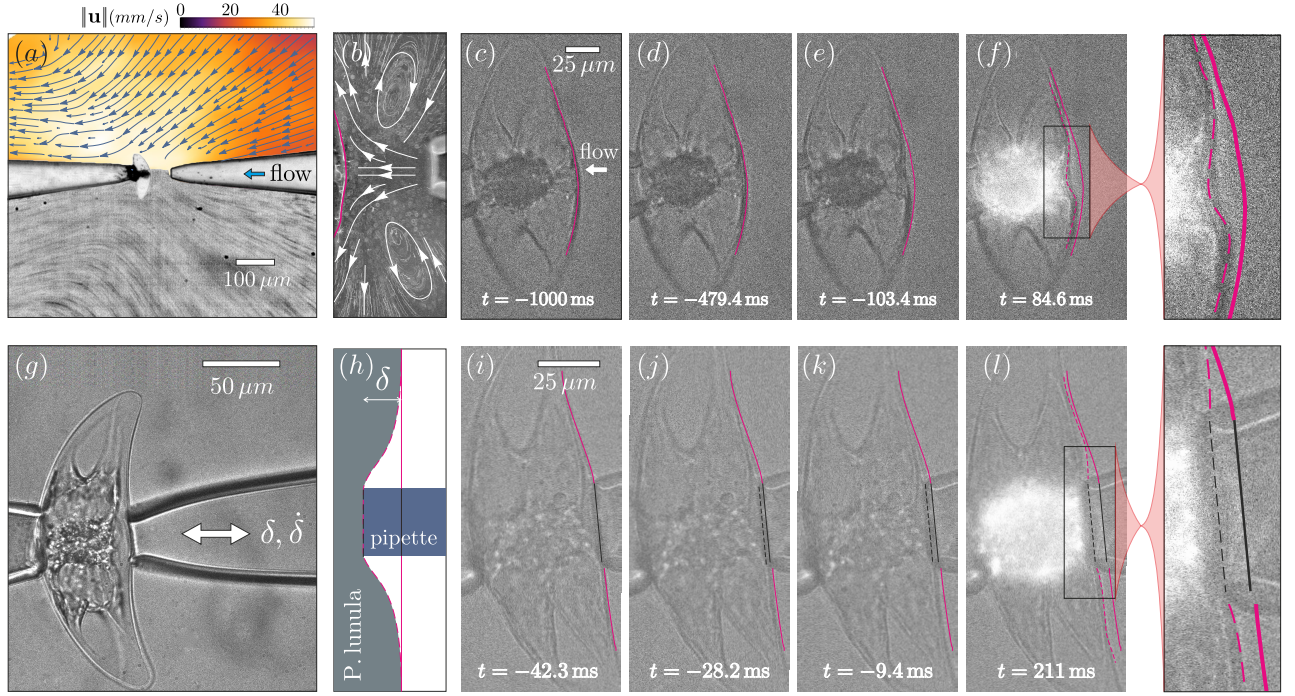 ‖u‖(mm/s) 0 20 40
(a)
flow
100 μm
(b)
(c)
25 μm
flow
t = −1000 ms
(d)
t = −479.4 ms
(e)
t = −103.4 ms
(f)
t = 84.6 ms
(g)
50 μm
δ, δ̇
(h)
δ
pipette
P. lunula
(i)
25 μm
t = −42.3 ms
(j)
t = −28.2 ms
(k)
t = −9.4 ms
(l)
t = 211 ms